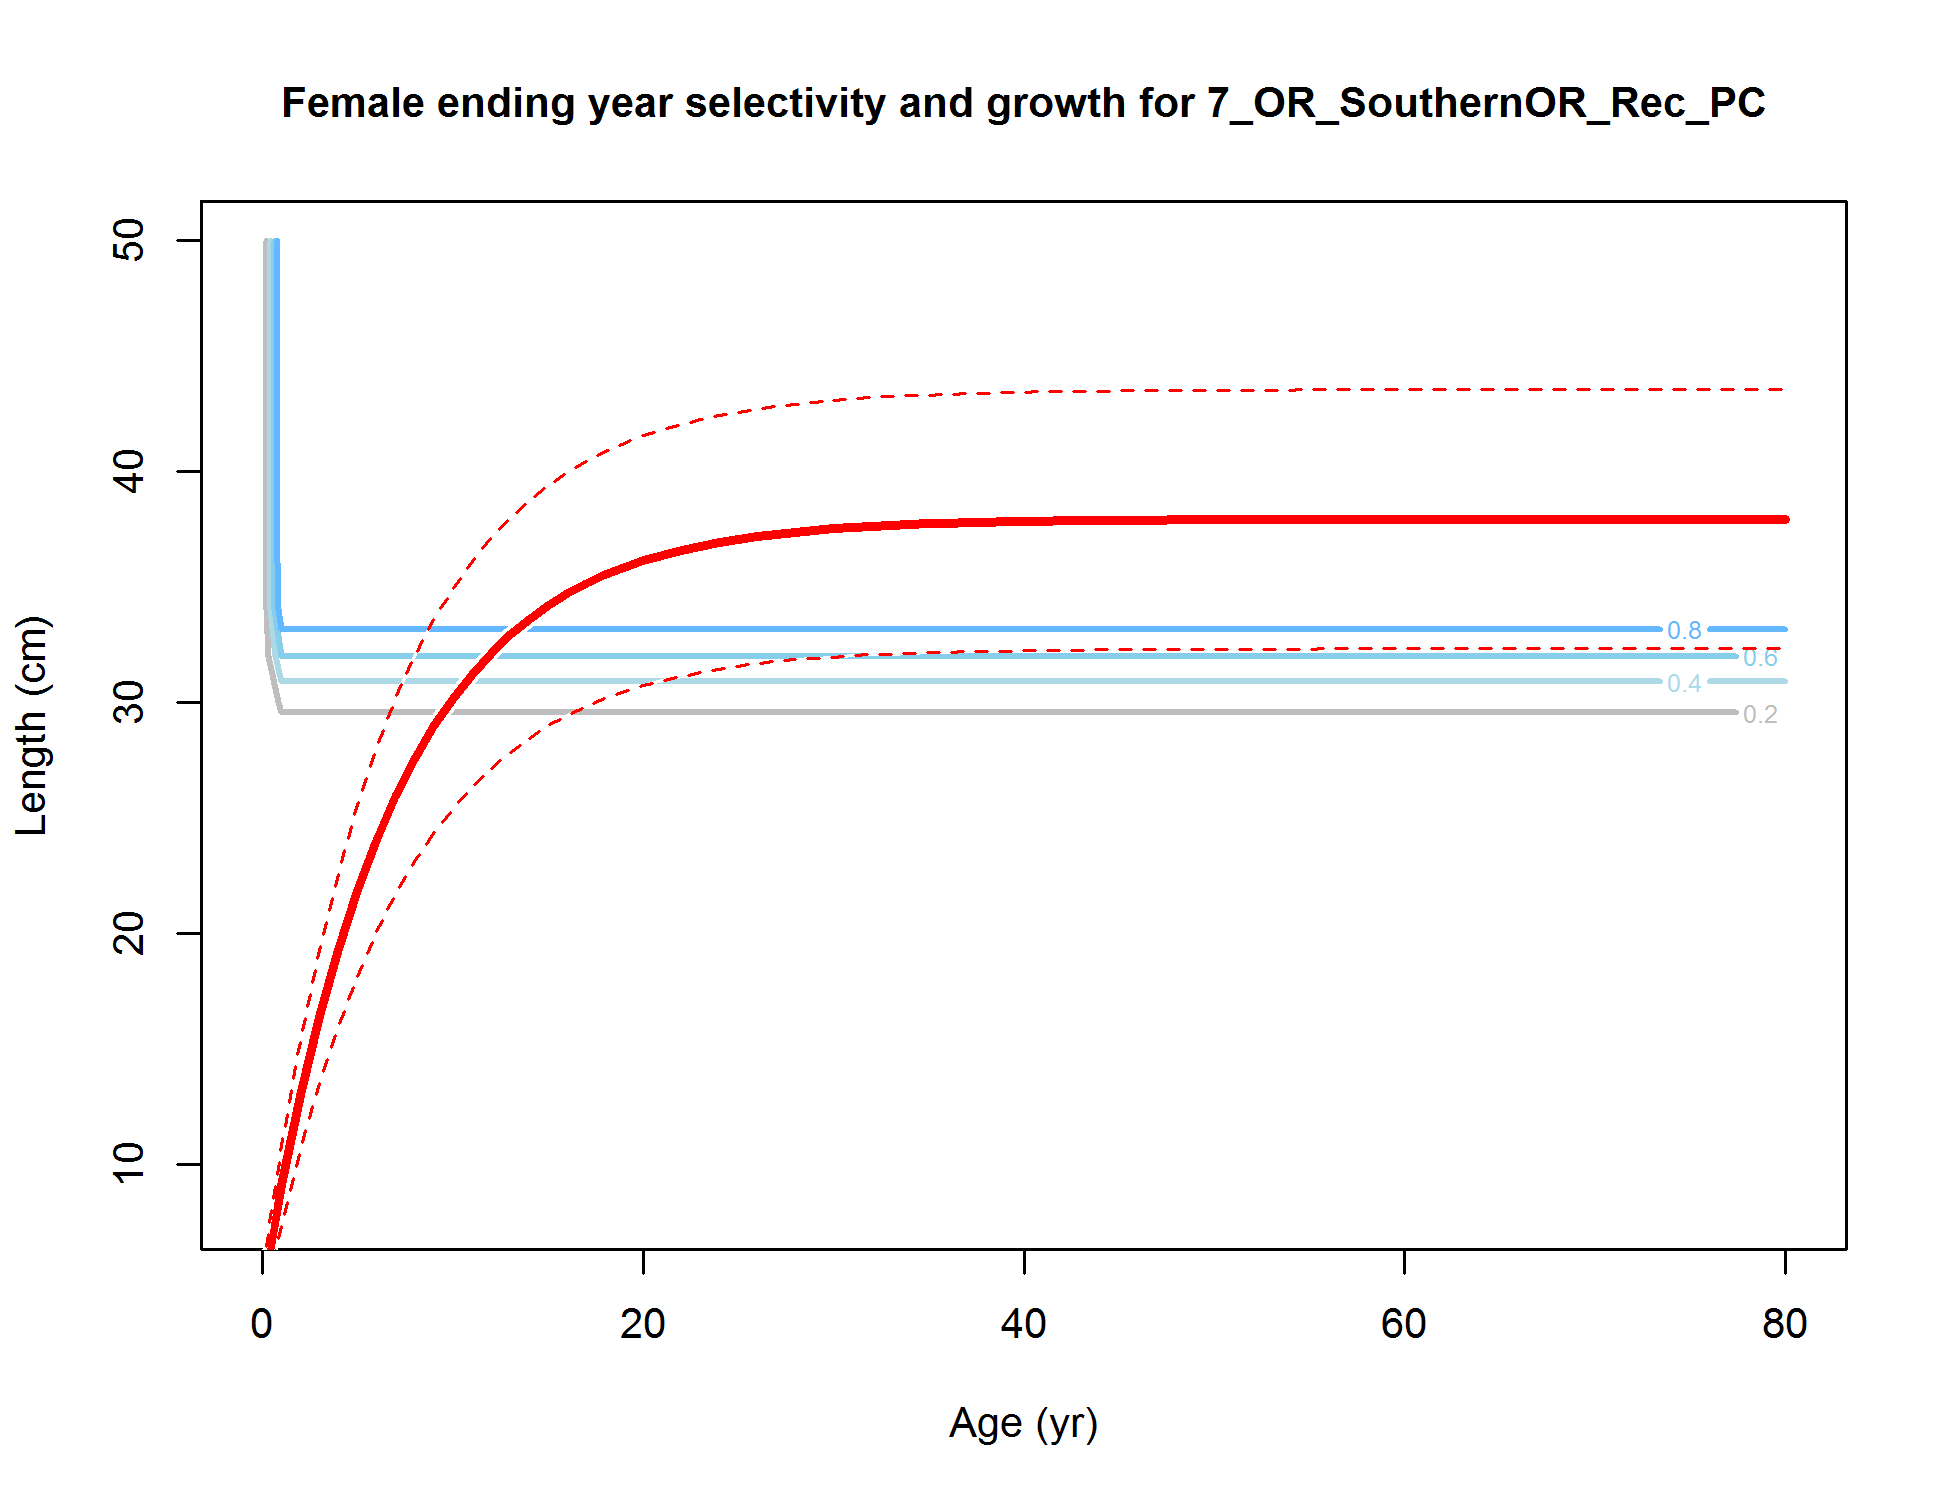 Female ending year selectivity and growth for 7_OR_SouthernOR_Rec_PC
Length (cm)
50
40
30
20
10
0.8
0.6
0.4
0.2
0 20 40 60 80
Age (yr)